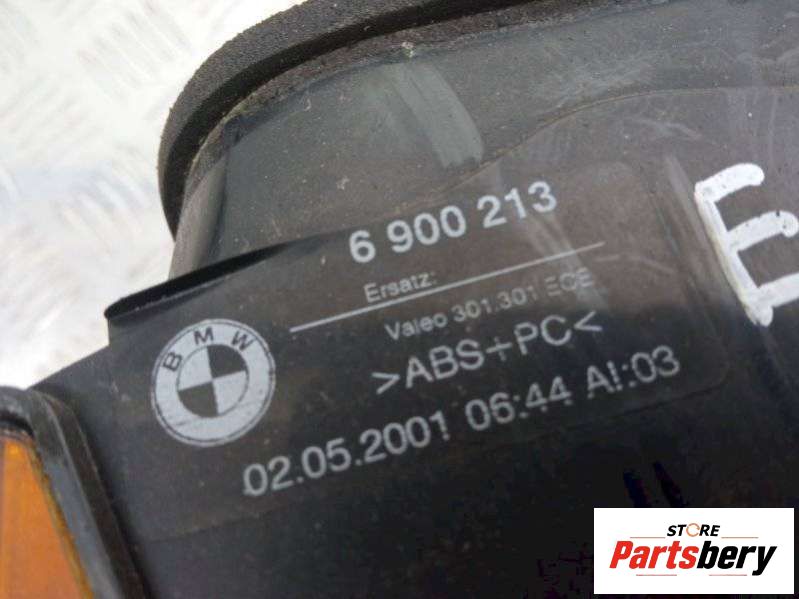 6 900 213
Ersatz:
Valeo 301.301 ECE
>ABS+PC<
BMW
02.05.2001 06:44 AI:03
E
STORE
Partsbery